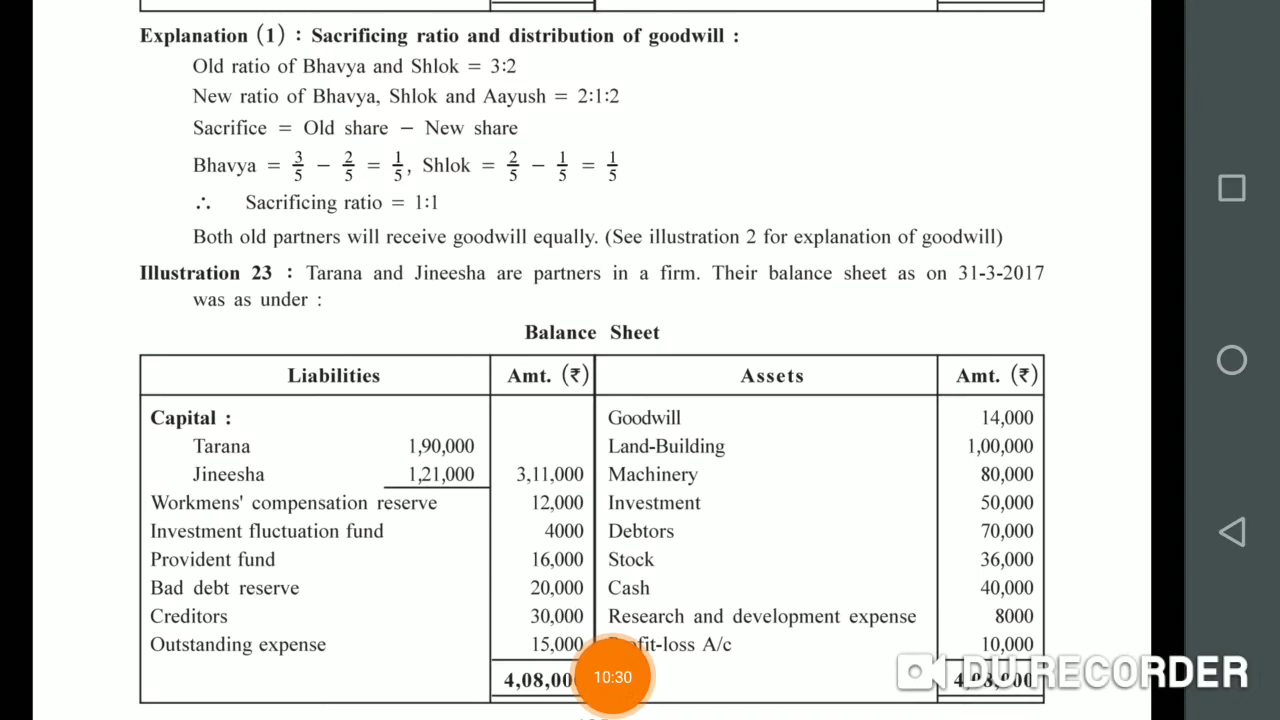 Explanation (1) : Sacrificing ratio and distribution of goodwill :
Old ratio of Bhavya and Shlok = 3:2
New ratio of Bhavya, Shlok and Aayush = 2:1:2
Sacrifice = Old share − New share
Bhavya = 3/5 − 2/5 = 1/5, Shlok = 2/5 − 1/5 = 1/5
∴ Sacrificing ratio = 1:1
Both old partners will receive goodwill equally. (See illustration 2 for explanation of goodwill)
Illustration 23 : Tarana and Jineesha are partners in a firm. Their balance sheet as on 31-3-2017
was as under :
Balance Sheet
Liabilities Amt. (₹) Assets Amt. (₹)
Capital : Goodwill 14,000
Tarana 1,90,000 Land-Building 1,00,000
Jineesha 1,21,000 3,11,000 Machinery 80,000
Workmens' compensation reserve 12,000 Investment 50,000
Investment fluctuation fund 4000 Debtors 70,000
Provident fund 16,000 Stock 36,000
Bad debt reserve 20,000 Cash 40,000
Creditors 30,000 Research and development expense 8000
Outstanding expense 15,000 Profit-loss A/c 10,000
4,08,000 4,08,000
10:30
DU RECORDER